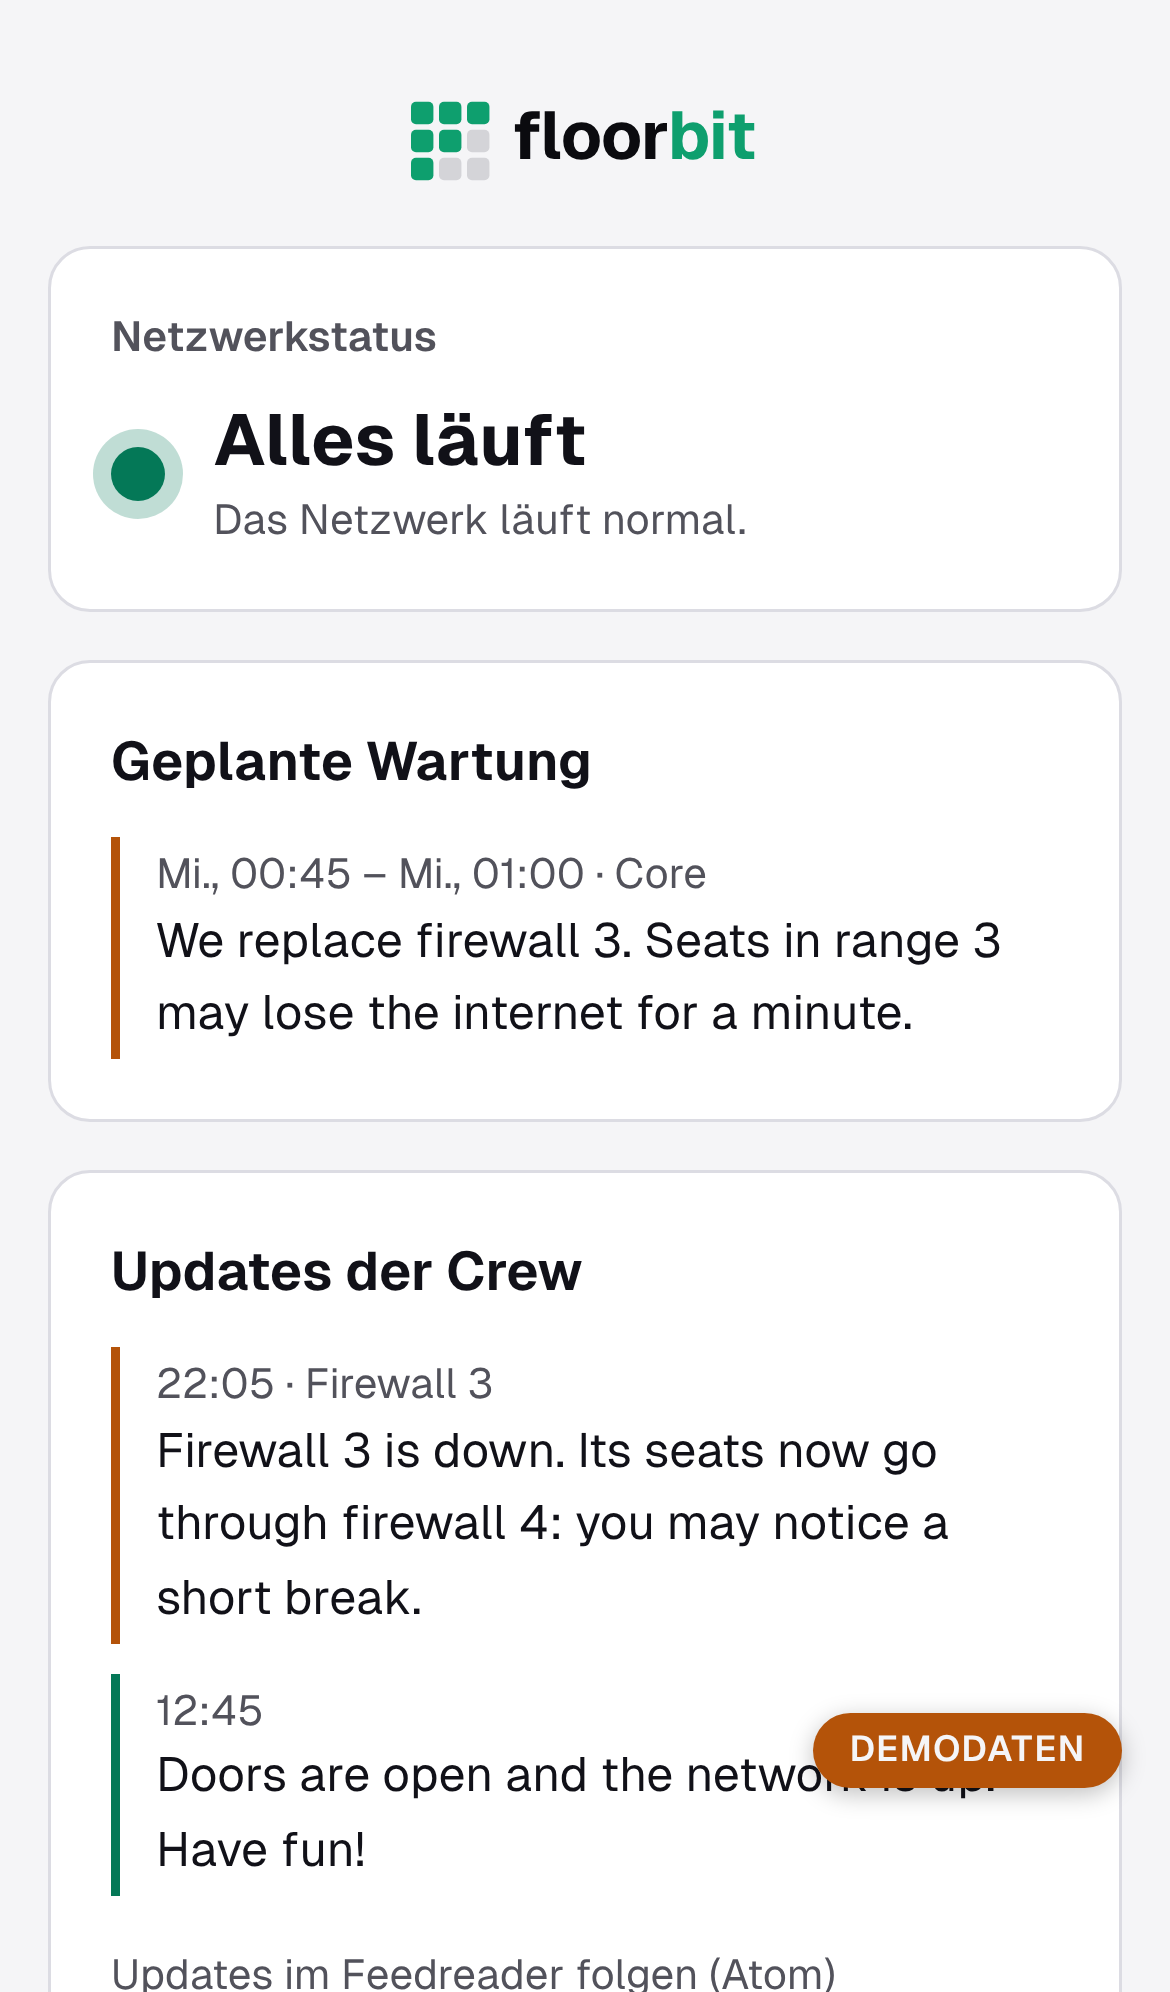 floorbit
Netzwerkstatus
Alles läuft
Das Netzwerk läuft normal.
Geplante Wartung
Mi., 00:45 – Mi., 01:00 · Core
We replace firewall 3. Seats in range 3
may lose the internet for a minute.
Updates der Crew
22:05 · Firewall 3
Firewall 3 is down. Its seats now go
through firewall 4: you may notice a
short break.
12:45
DEMODATEN
Doors are open and the network is up.
Have fun!
Updates im Feedreader folgen (Atom)